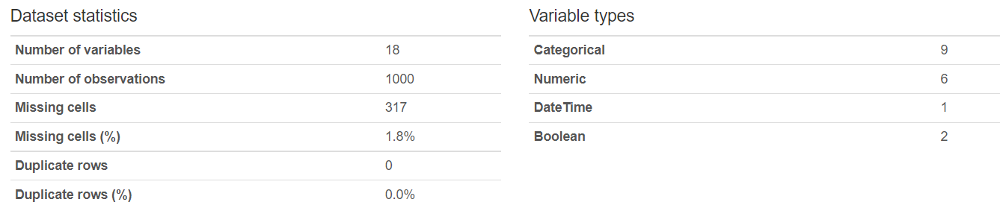 Dataset statistics
Number of variables 18
Number of observations 1000
Missing cells 317
Missing cells (%) 1.8%
Duplicate rows 0
Duplicate rows (%) 0.0%
Variable types
Categorical 9
Numeric 6
DateTime 1
Boolean 2